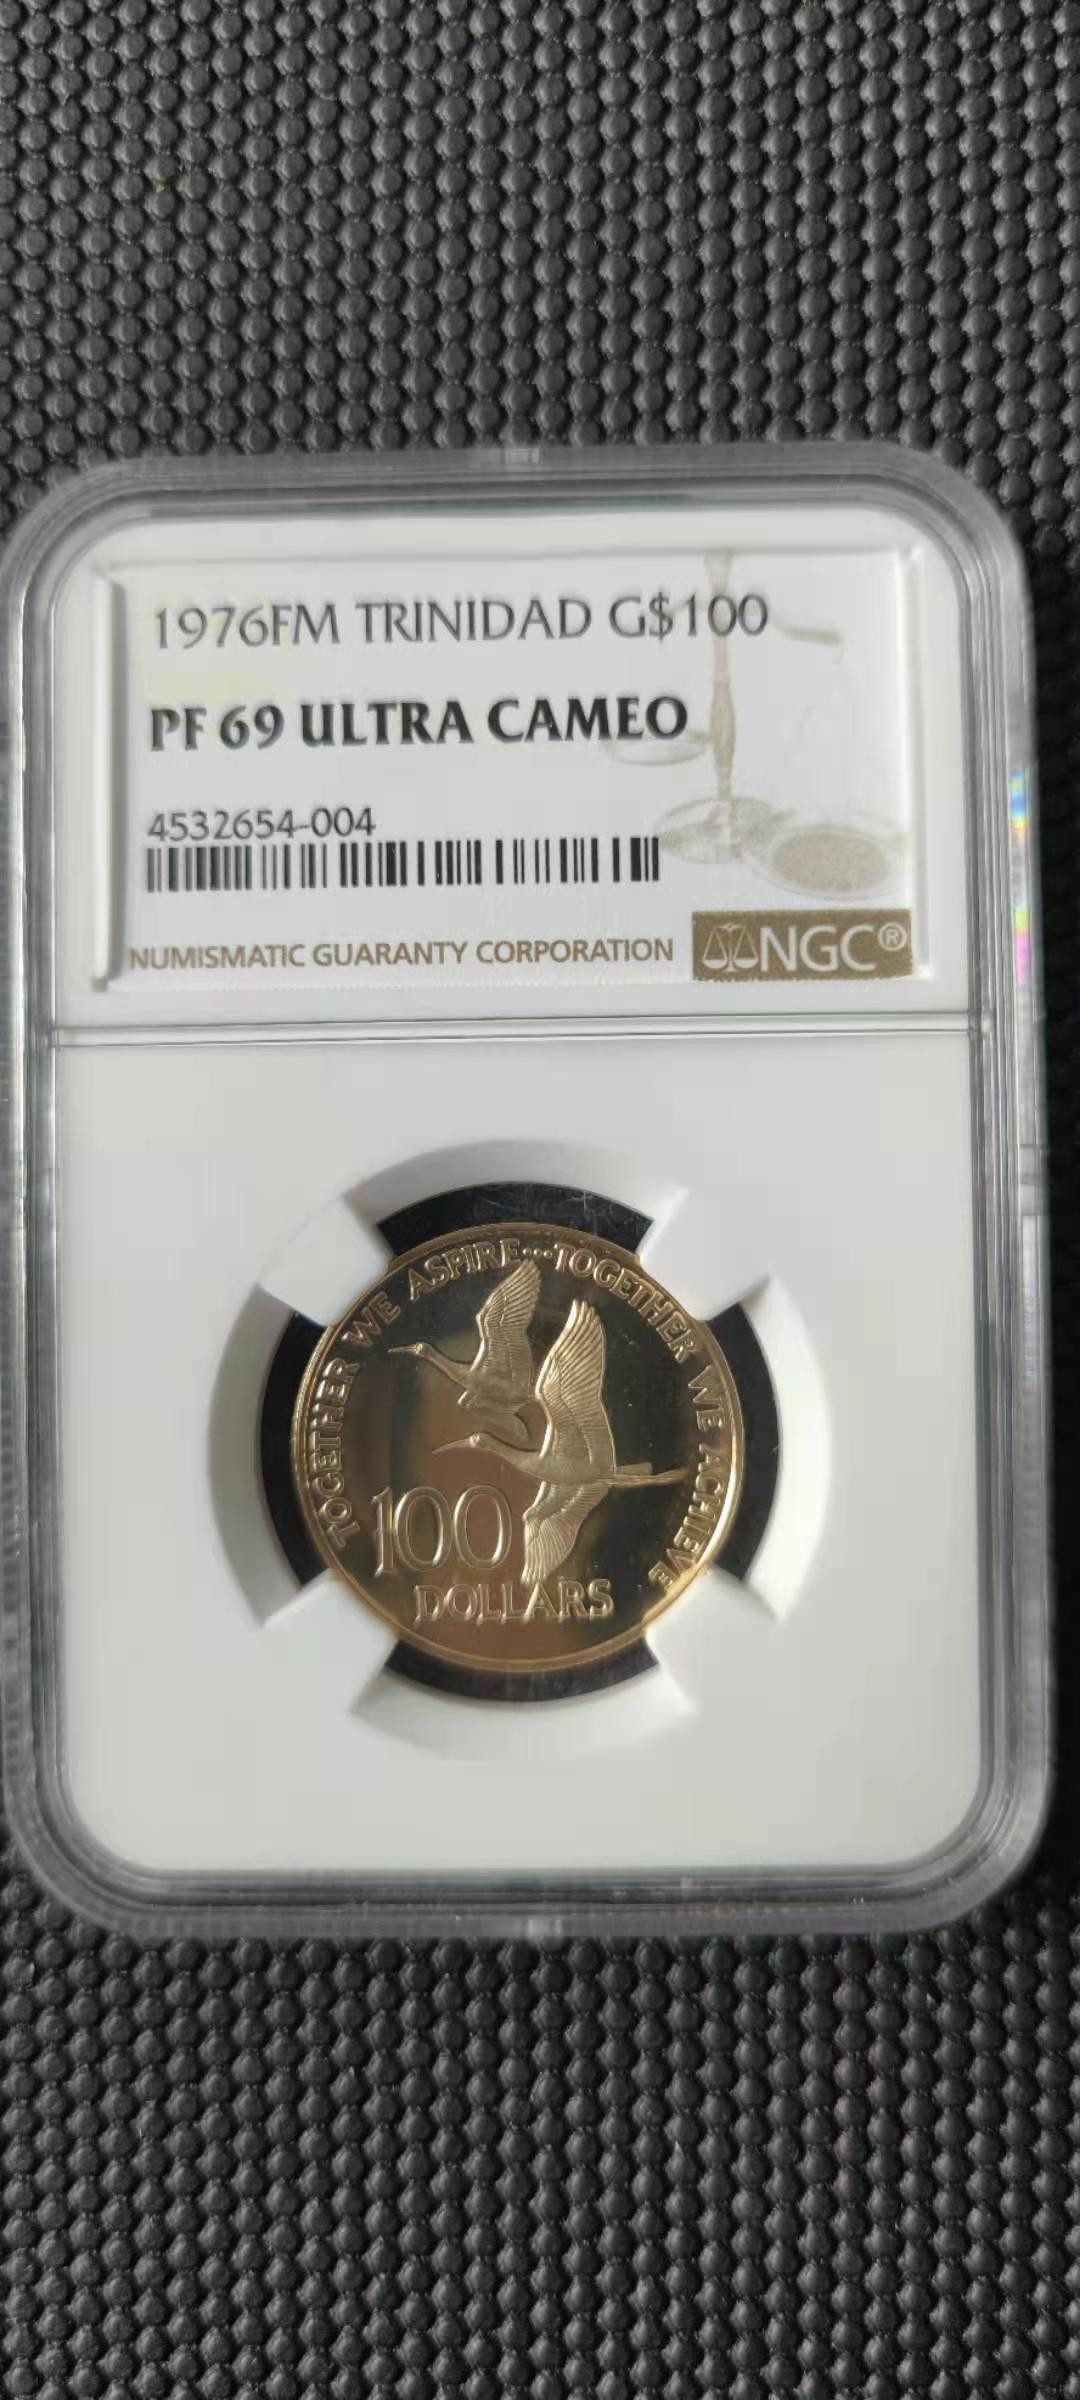 1976FM TRINIDAD G$100
PF 69 ULTRA CAMEO
4532654-004
NUMISMATIC GUARANTY CORPORATION
NGC®
TOGETHER WE ASPIRE...TOGETHER WE ACHIEVE
100
DOLLARS